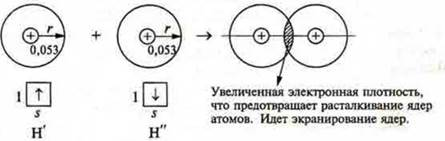 r + r →
0,053 0,053
1 ↑ 1 ↓
s s
H′ H″
Увеличенная электронная плотность,
что предотвращает расталкивание ядер
атомов. Идет экранирование ядер.